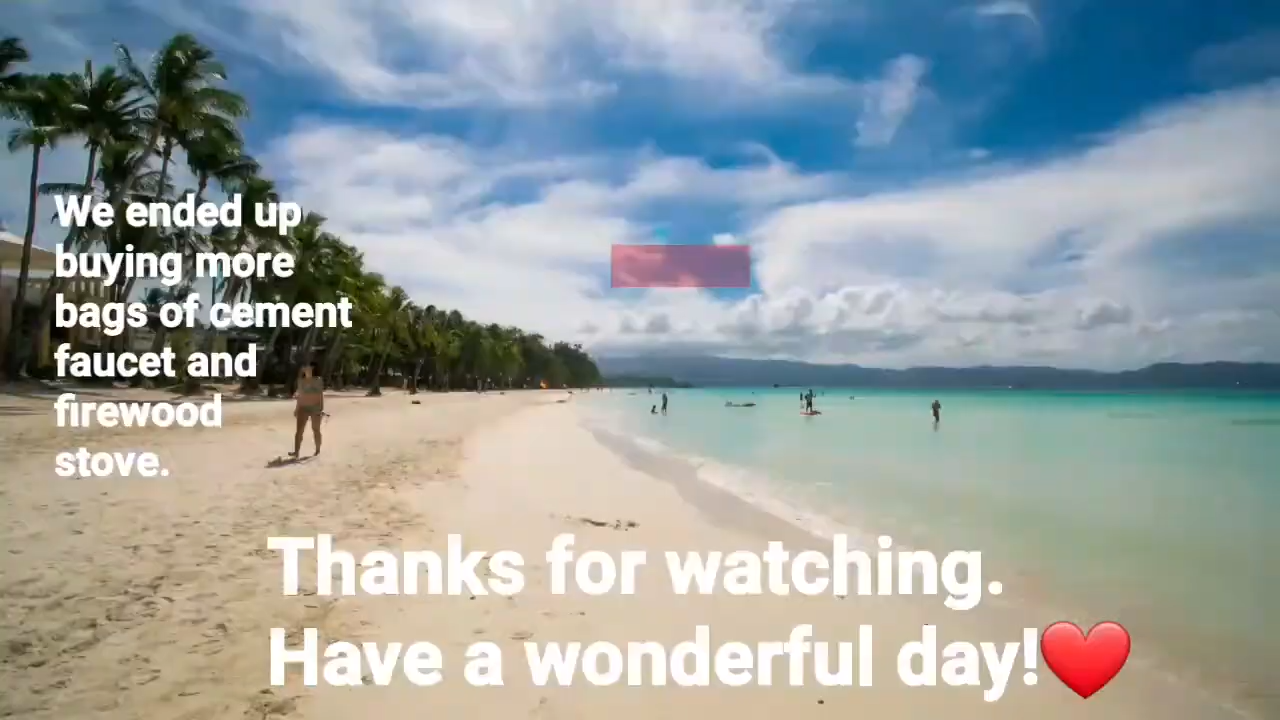 We ended up
buying more
bags of cement
faucet and
firewood
stove.
Thanks for watching.
Have a wonderful day!❤️